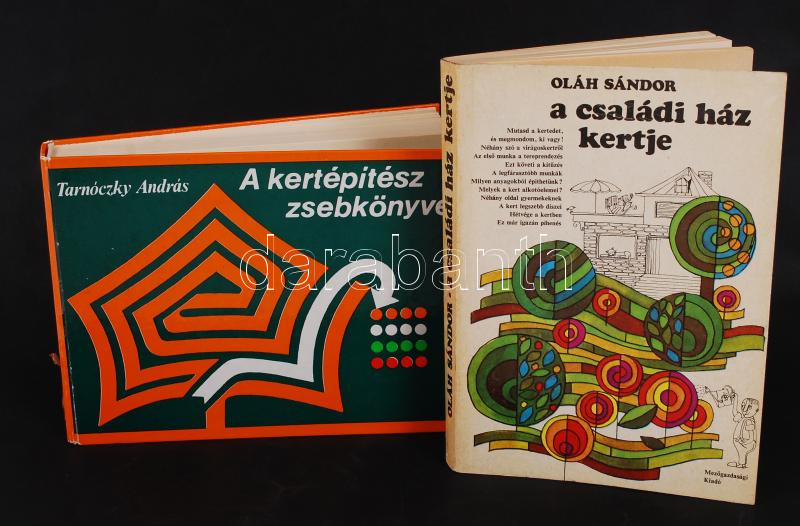 Tarnóczky András
A kertépítész
zsebkönyve
OLÁH SÁNDOR
a családi ház
kertje
Mutasd a kertedet,
és megmondom, ki vagy!
Néhány szó a virágoskertről
Az első munka a tereprendezés
Ezt követi a kitűzés
A legfárasztóbb munkák
Milyen anyagokból építhetünk?
Melyek a kert alkotóelemei?
Néhány oldal gyermekeknek
A kert legszebb díszei
Hétvége a kertben
Ez már igazán pihenés
Mezőgazdasági
Kiadó
OLÁH SÁNDOR - a családi ház kertje
darabanth